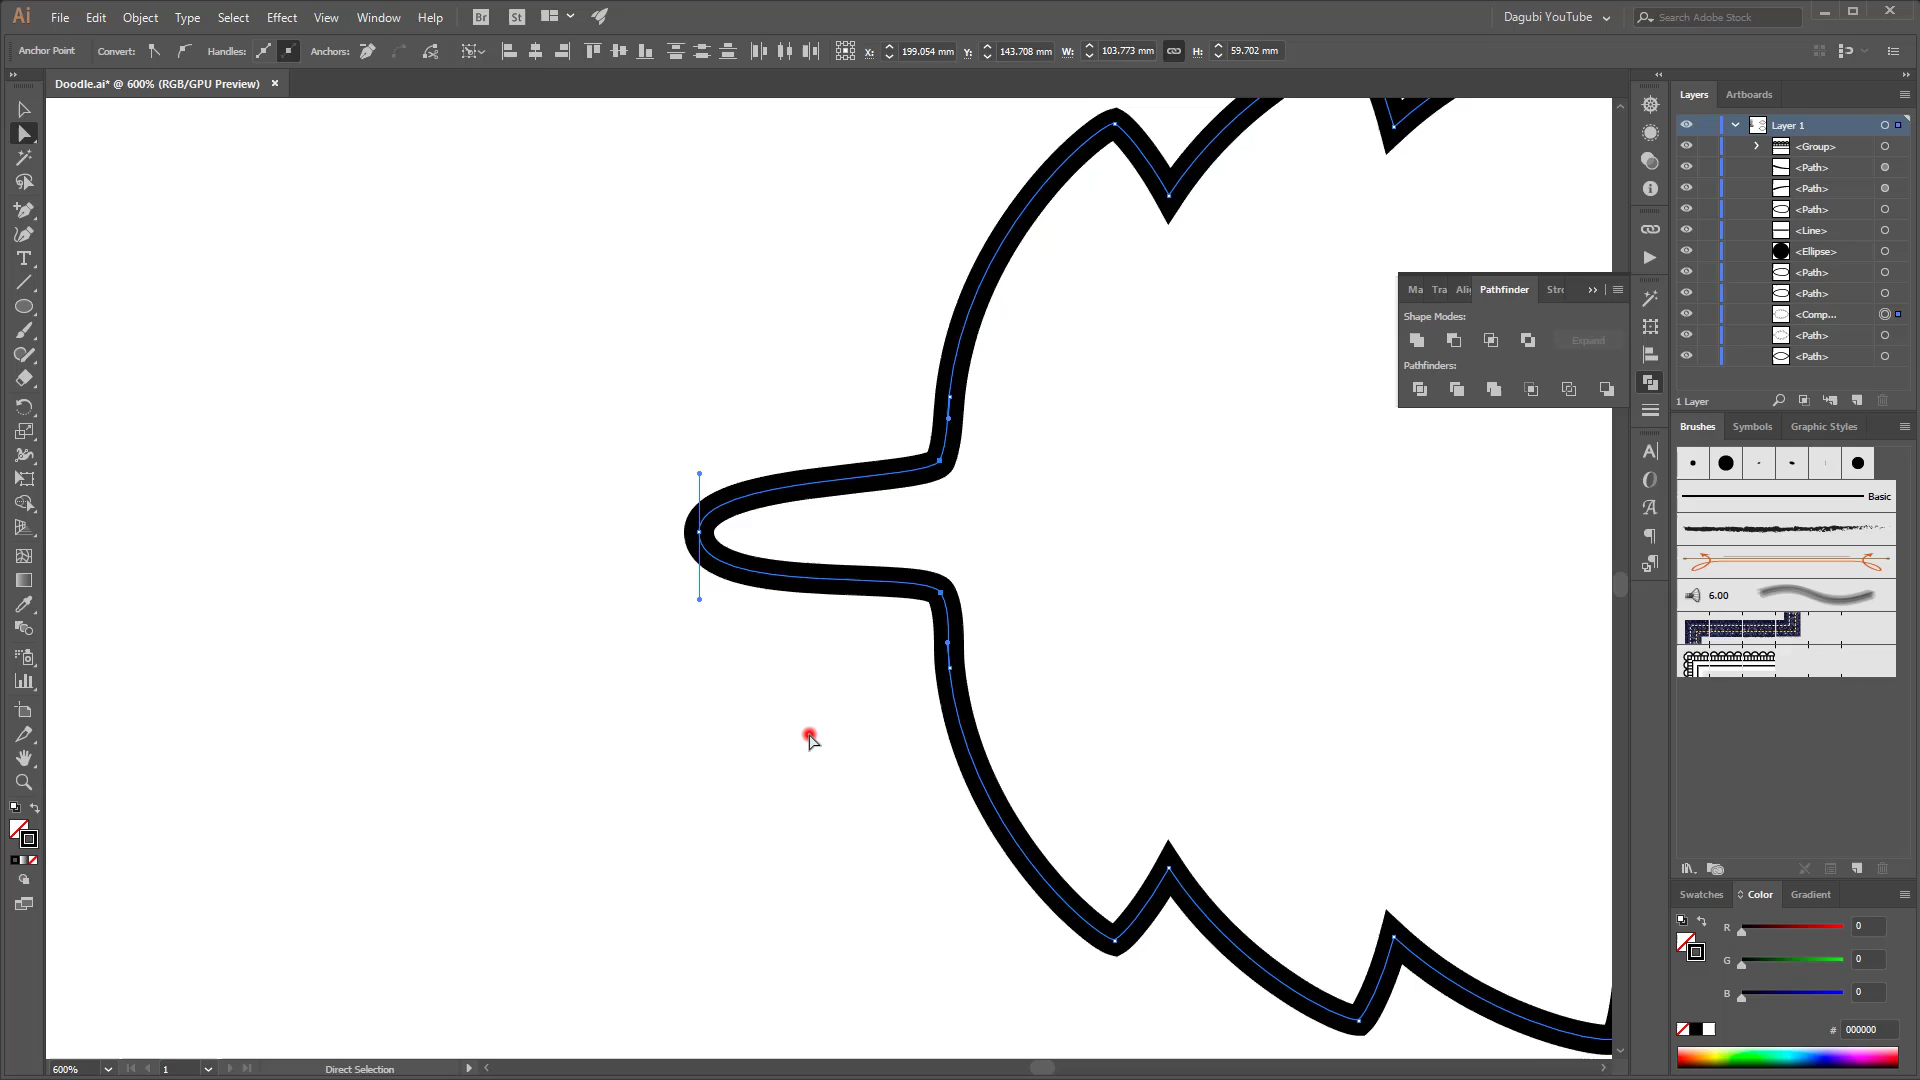 Ai File Edit Object Type Select Effect View Window Help Br St Dagubi YouTube Search Adobe Stock
Anchor Point Convert: Handles: Anchors: X: 199.054 mm Y: 143.708 mm W: 103.773 mm H: 59.702 mm
Doodle.ai* @ 600% (RGB/GPU Preview)
Layers Artboards
Layer 1
<Group>
<Path>
<Path>
<Path>
<Line>
<Ellipse>
<Path>
<Path>
<Comp...
<Path>
<Path>
1 Layer
Ma Tra Ali Pathfinder Stro
Shape Modes:
Expand
Pathfinders:
Brushes Symbols Graphic Styles
Basic
6.00
Swatches Color Gradient
R 0
G 0
B 0
# 000000
600% 1 Direct Selection